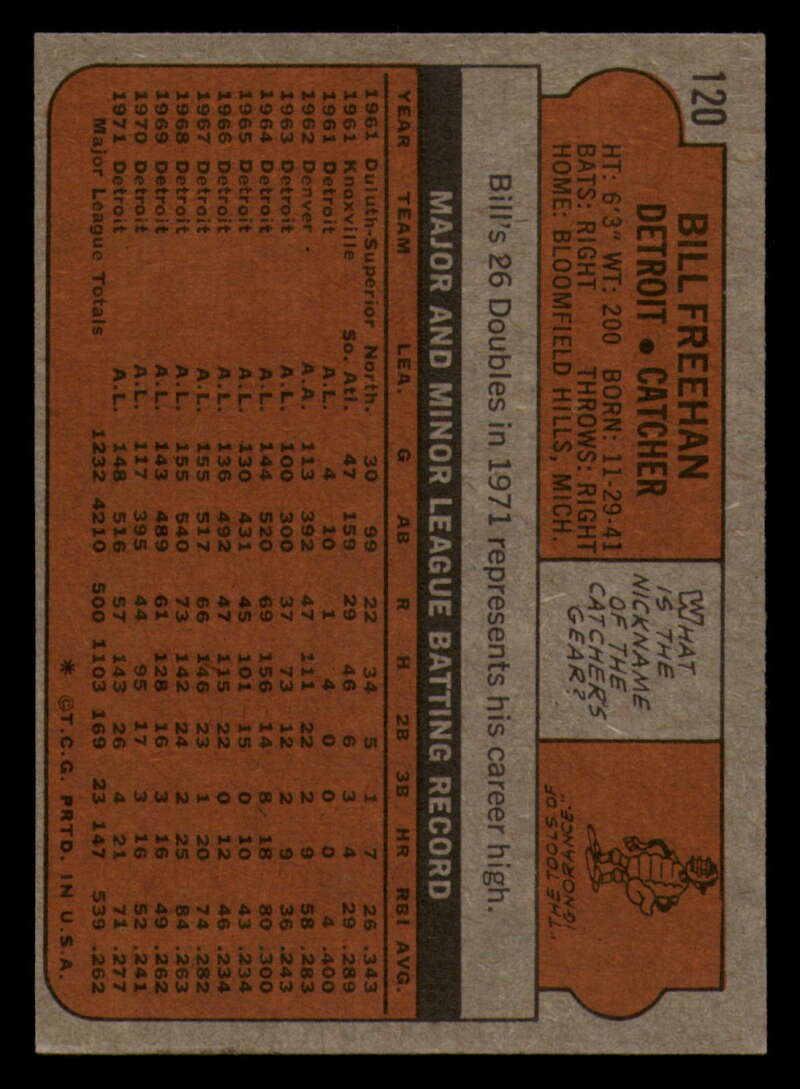 120
BILL FREEHAN
DETROIT • CATCHER
HT: 6'3" WT: 200 BORN: 11-29-41
BATS: RIGHT THROWS: RIGHT
HOME: BLOOMFIELD HILLS, MICH.
WHAT
IS THE
NICKNAME
OF THE
CATCHER'S
GEAR?
"THE TOOLS OF
IGNORANCE."
Bill's 26 Doubles in 1971 represents his career high.
MAJOR AND MINOR LEAGUE BATTING RECORD
YEAR TEAM LEA. G AB R H 2B 3B HR RBI AVG.
1961 Duluth-Superior North. 30 99 22 34 5 1 7 26 .343
1961 Knoxville So. Atl. 47 159 29 46 6 3 4 29 .289
1961 Detroit A.L. 4 10 1 4 0 0 0 4 .400
1962 Denver A.A. 113 392 47 111 22 2 9 58 .283
1963 Detroit A.L. 100 300 37 73 12 2 9 36 .243
1964 Detroit A.L. 144 520 69 156 14 8 18 80 .300
1965 Detroit A.L. 130 431 45 101 15 0 10 43 .234
1966 Detroit A.L. 136 492 47 115 22 0 12 46 .234
1967 Detroit A.L. 155 517 66 146 23 1 20 74 .282
1968 Detroit A.L. 155 540 73 142 24 2 25 84 .263
1969 Detroit A.L. 143 489 61 128 16 3 16 49 .262
1970 Detroit A.L. 117 395 44 95 17 3 16 52 .241
1971 Detroit A.L. 148 516 57 143 26 4 21 71 .277
Major League Totals 1232 4210 500 1103 169 23 147 539 .262
* ©T.C.G. PRTD. IN U.S.A.